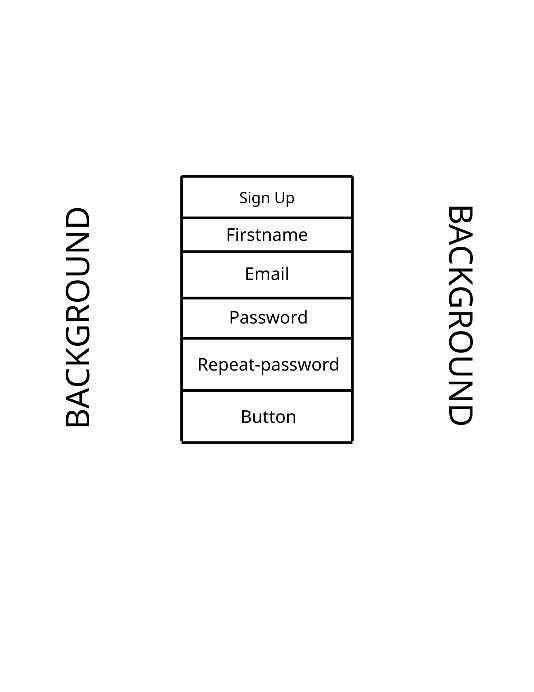 BACKGROUND
Sign Up
Firstname
Email
Password
Repeat-password
Button
BACKGROUND